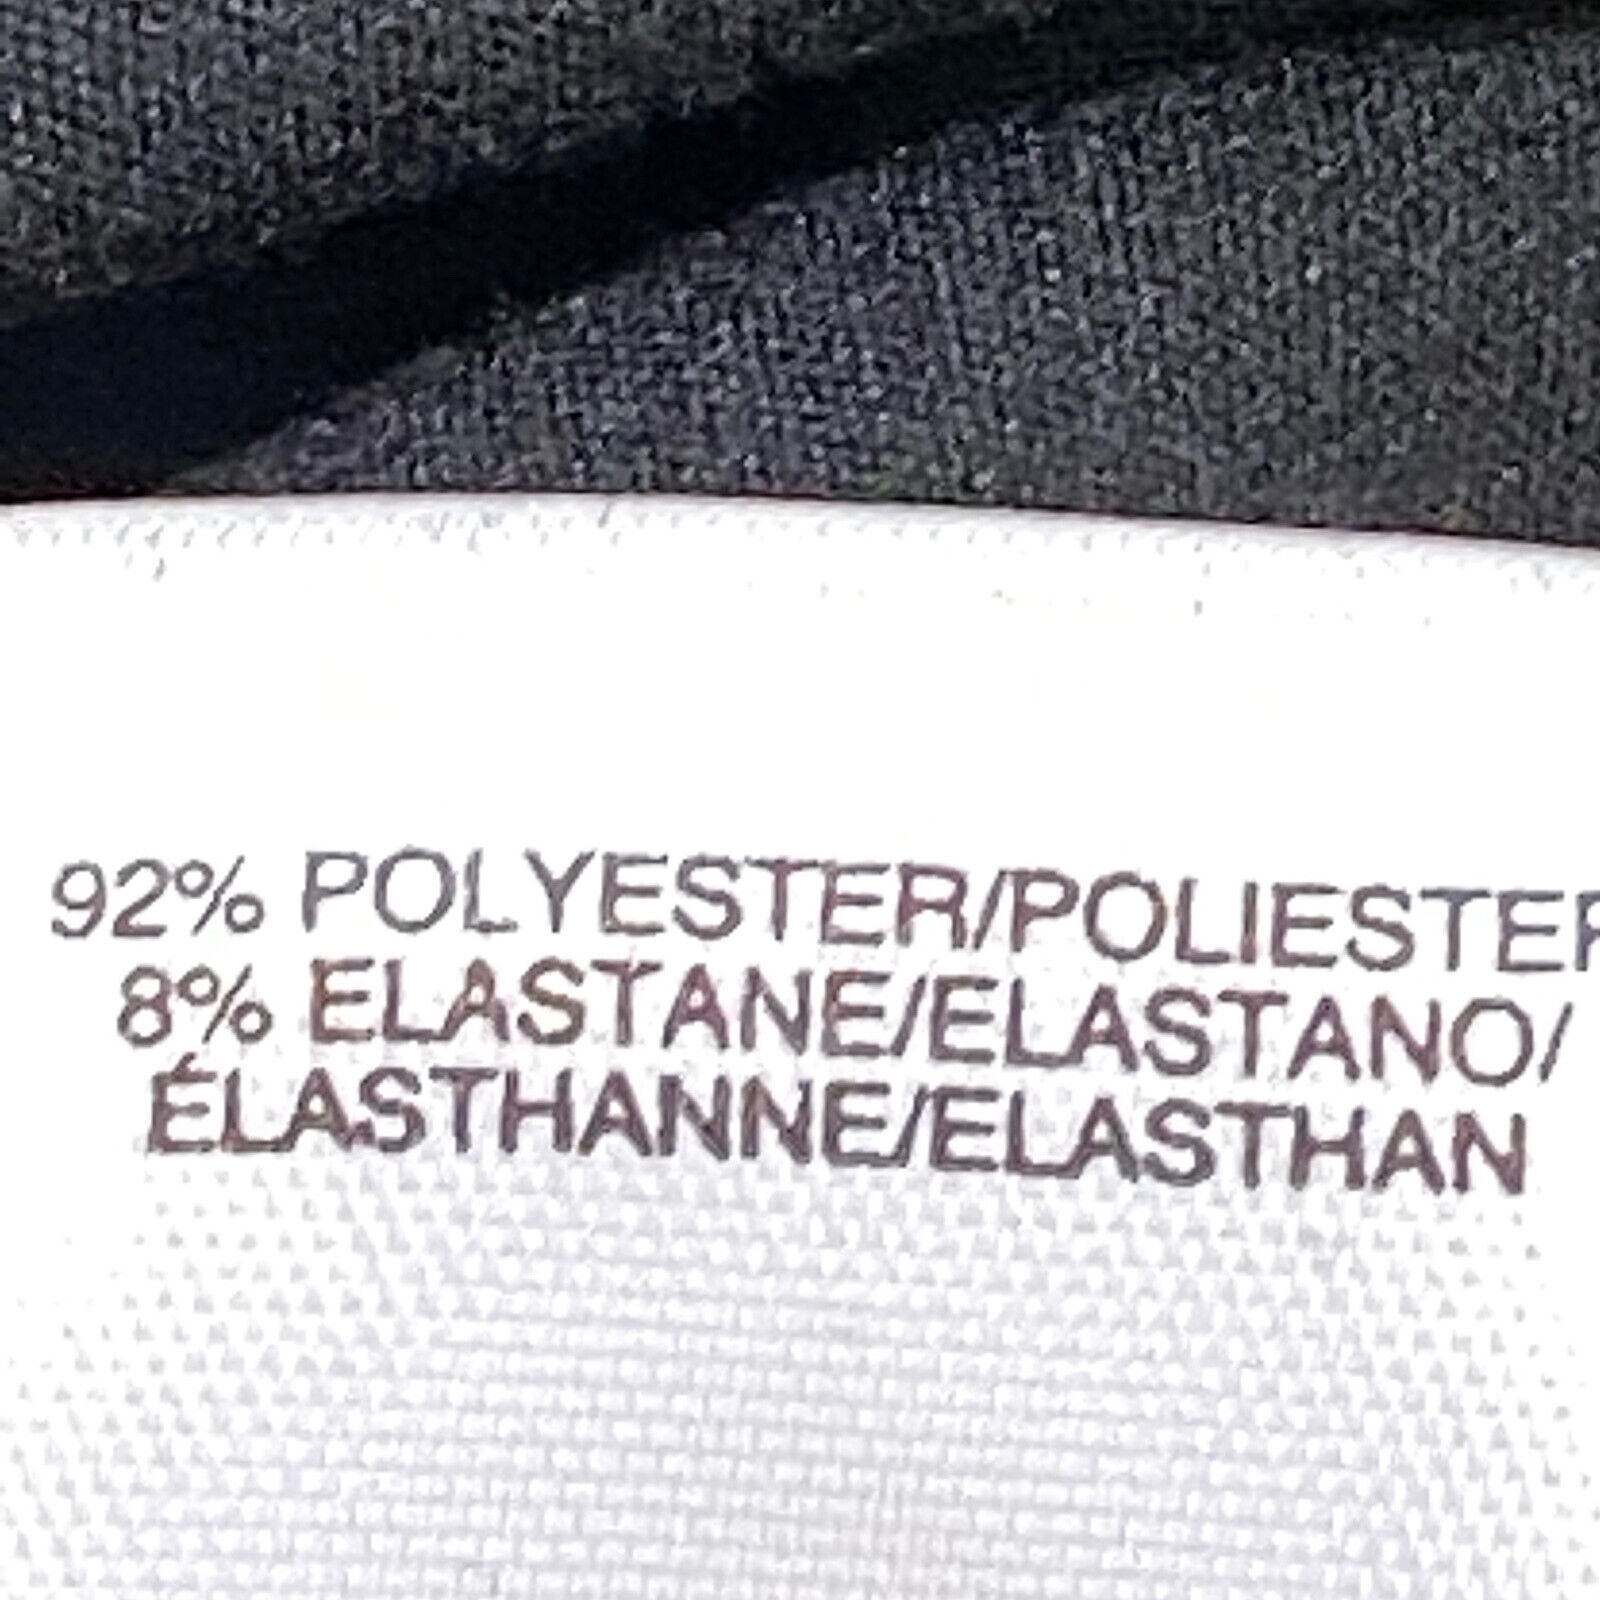 92% POLYESTER/POLIESTER
8% ELASTANE/ELASTANO/
ÉLASTHANNE/ELASTHAN